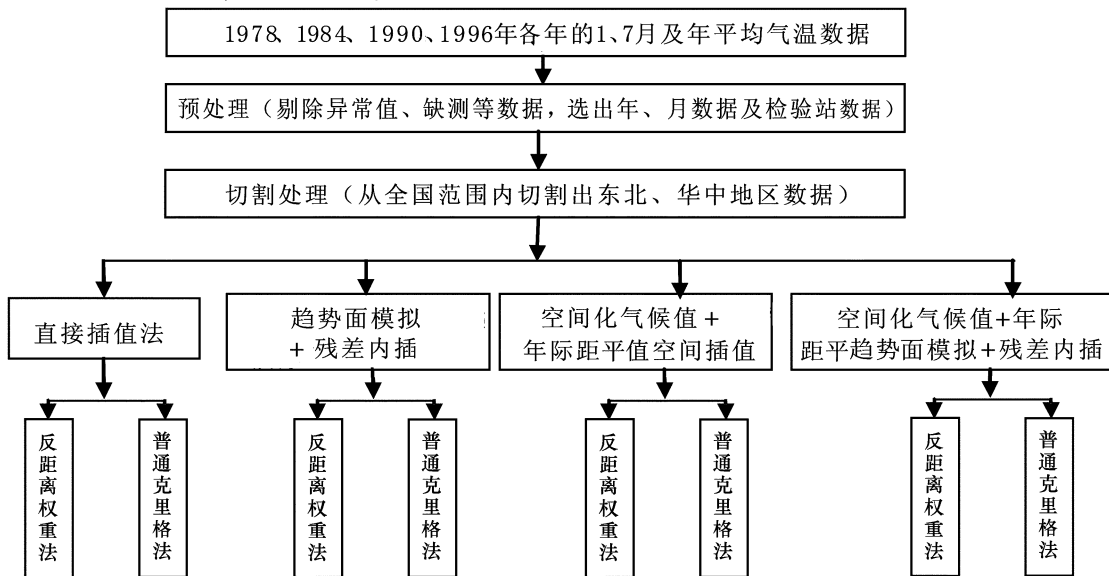 1978、1984、1990、1996年各年的1、7月及年平均气温数据
预处理（剔除异常值、缺测等数据，选出年、月数据及检验站数据）
切割处理（从全国范围内切割出东北、华中地区数据）
直接插值法
趋势面模拟
+残差内插
空间化气候值+
年际距平值空间插值
空间化气候值+年际
距平趋势面模拟+残差内插
反距离权重法
普通克里格法
反距离权重法
普通克里格法
反距离权重法
普通克里格法
反距离权重法
普通克里格法